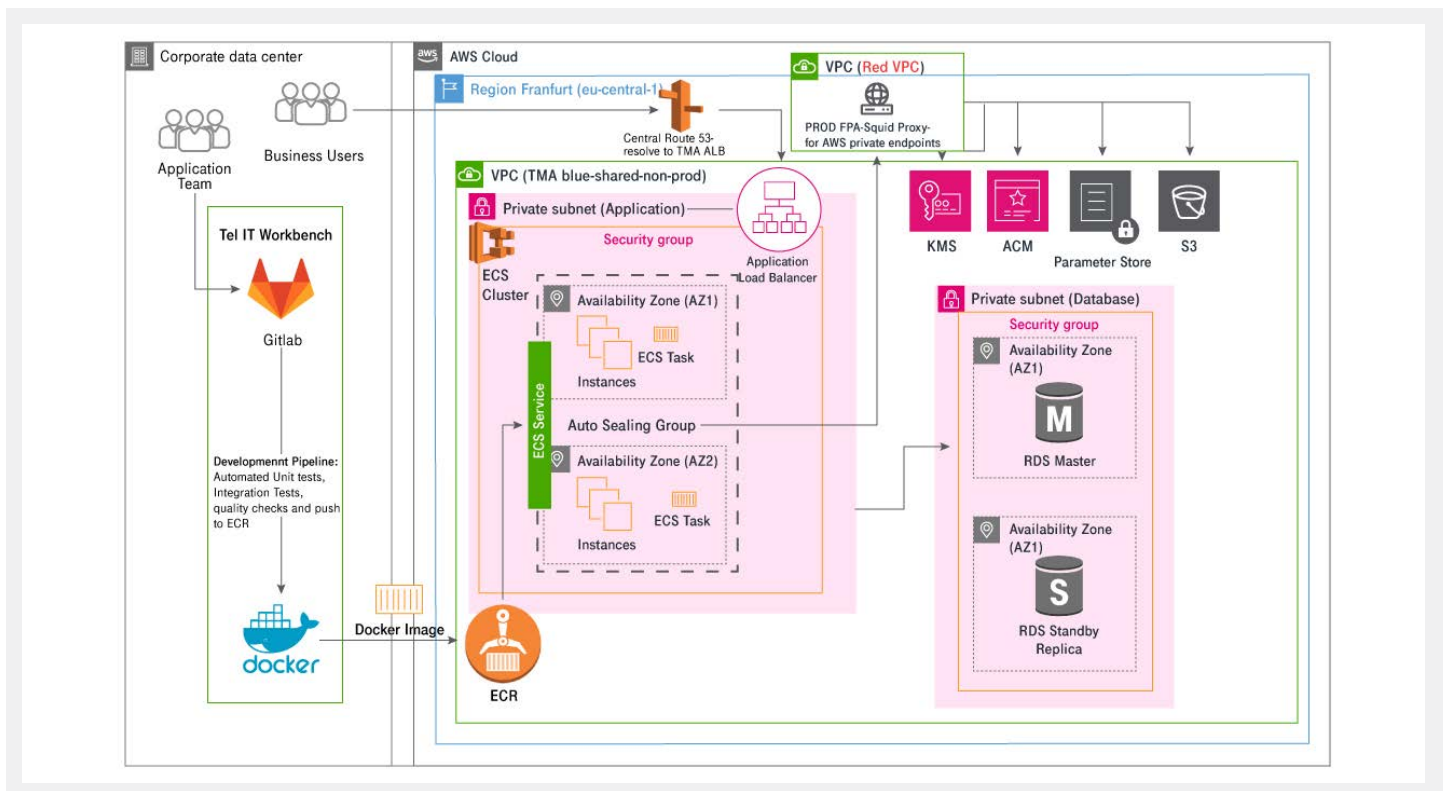 Corporate data center
aws
AWS Cloud
VPC (Red VPC)
Region Franfurt (eu-central-1)
PROD FPA-Squid Proxy-
for AWS private endpoints
Central Route 53-
resolve to TMA ALB
Business Users
Application
Team
VPC (TMA blue-shared-non-prod)
Private subnet (Application)
Tel IT Workbench
Security group
KMS
ACM
Parameter Store
S3
Application
Load Balancer
ECS
Cluster
Availability Zone (AZ1)
ECS Task
Instances
Gitlab
Private subnet (Database)
Security group
Availability Zone
(AZ1)
M
RDS Master
ECS Service
Auto Sealing Group
Availability Zone (AZ2)
ECS Task
Instances
Developmennt Pipeline:
Automated Unit tests,
Integration Tests,
quality checks and push
to ECR
Availability Zone
(AZ1)
S
RDS Standby
Replica
Docker Image
docker
ECR